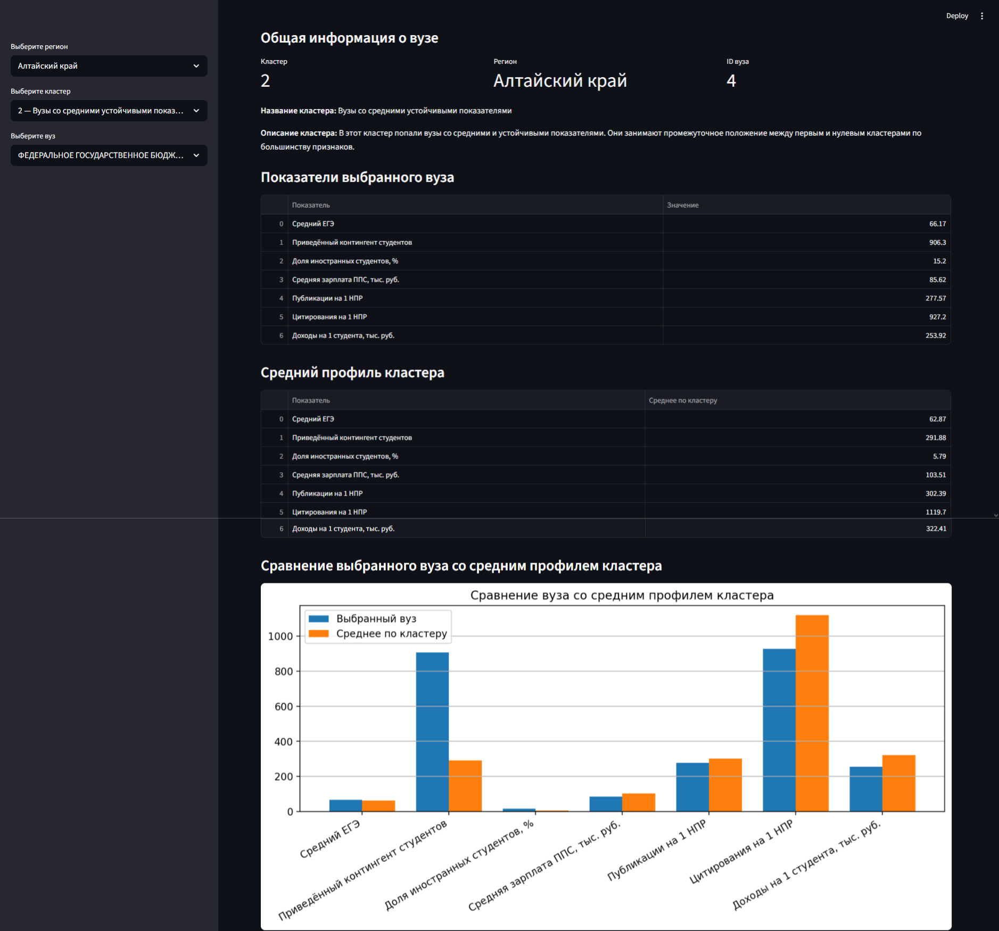 Deploy
Выберите регион
Алтайский край
Выберите кластер
2 — Вузы со средними устойчивыми показ...
Выберите вуз
ФЕДЕРАЛЬНОЕ ГОСУДАРСТВЕННОЕ БЮДЖ...
Общая информация о вузе
Кластер Регион ID вуза
2 Алтайский край 4
Название кластера: Вузы со средними устойчивыми показателями
Описание кластера: В этот кластер попали вузы со средними и устойчивыми показателями. Они занимают промежуточное положение между первым и нулевым кластерами по
большинству признаков.
Показатели выбранного вуза
Показатель Значение
0 Средний ЕГЭ 66.17
1 Приведённый контингент студентов 906.3
2 Доля иностранных студентов, % 15.2
3 Средняя зарплата ППС, тыс. руб. 85.62
4 Публикации на 1 НПР 277.57
5 Цитирования на 1 НПР 927.2
6 Доходы на 1 студента, тыс. руб. 253.92
Средний профиль кластера
Показатель Среднее по кластеру
0 Средний ЕГЭ 62.87
1 Приведённый контингент студентов 291.88
2 Доля иностранных студентов, % 5.79
3 Средняя зарплата ППС, тыс. руб. 103.51
4 Публикации на 1 НПР 302.39
5 Цитирования на 1 НПР 1119.7
6 Доходы на 1 студента, тыс. руб. 322.41
Сравнение выбранного вуза со средним профилем кластера
Сравнение вуза со средним профилем кластера
Выбранный вуз
Среднее по кластеру
1000
800
600
400
200
0
Средний ЕГЭ
Приведённый контингент студентов
Доля иностранных студентов, %
Средняя зарплата ППС, тыс. руб.
Публикации на 1 НПР
Цитирования на 1 НПР
Доходы на 1 студента, тыс. руб.